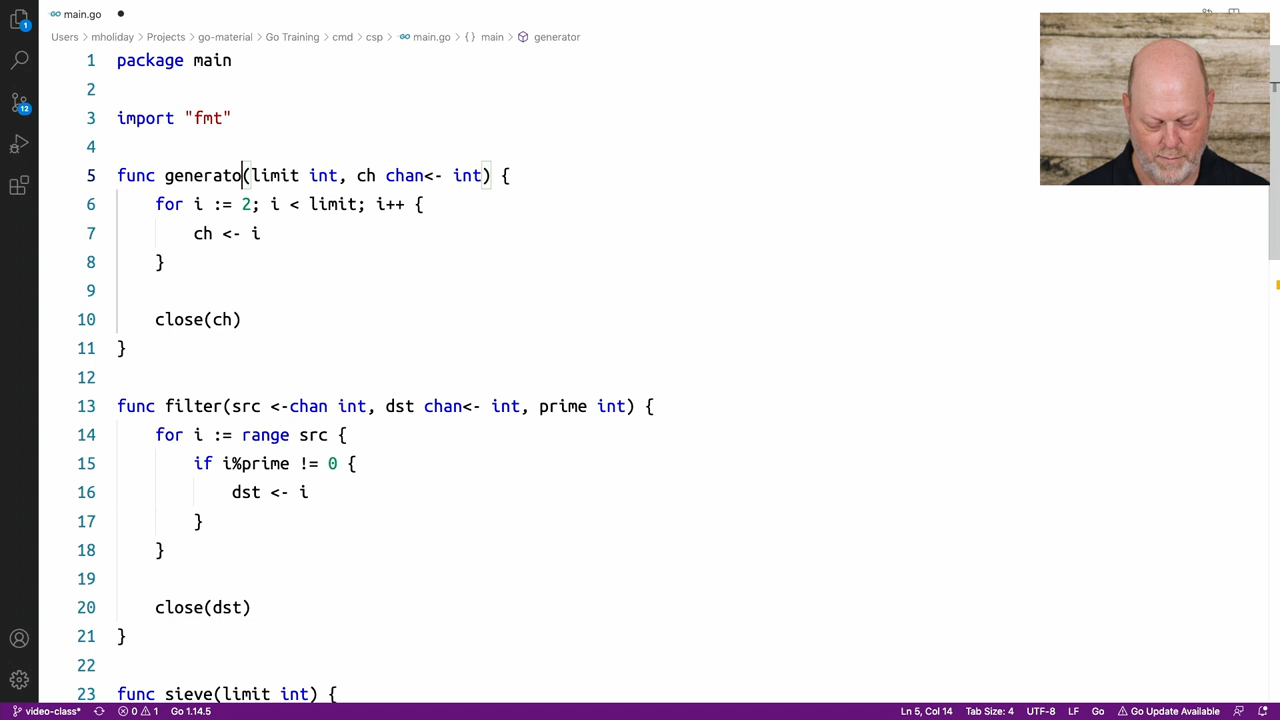 main.go
Users mholiday Projects go-material Go Training cmd csp main.go {} main generator
1 package main
2
3 import "fmt"
4
5 func generato(limit int, ch chan<- int) {
6 for i := 2; i < limit; i++ {
7 ch <- i
8 }
9
10 close(ch)
11 }
12
13 func filter(src <-chan int, dst chan<- int, prime int) {
14 for i := range src {
15 if i%prime != 0 {
16 dst <- i
17 }
18 }
19
20 close(dst)
21 }
22
23 func sieve(limit int) {
1
12
video-class* 0 1 Go 1.14.5 Ln 5, Col 14 Tab Size: 4 UTF-8 LF Go Go Update Available